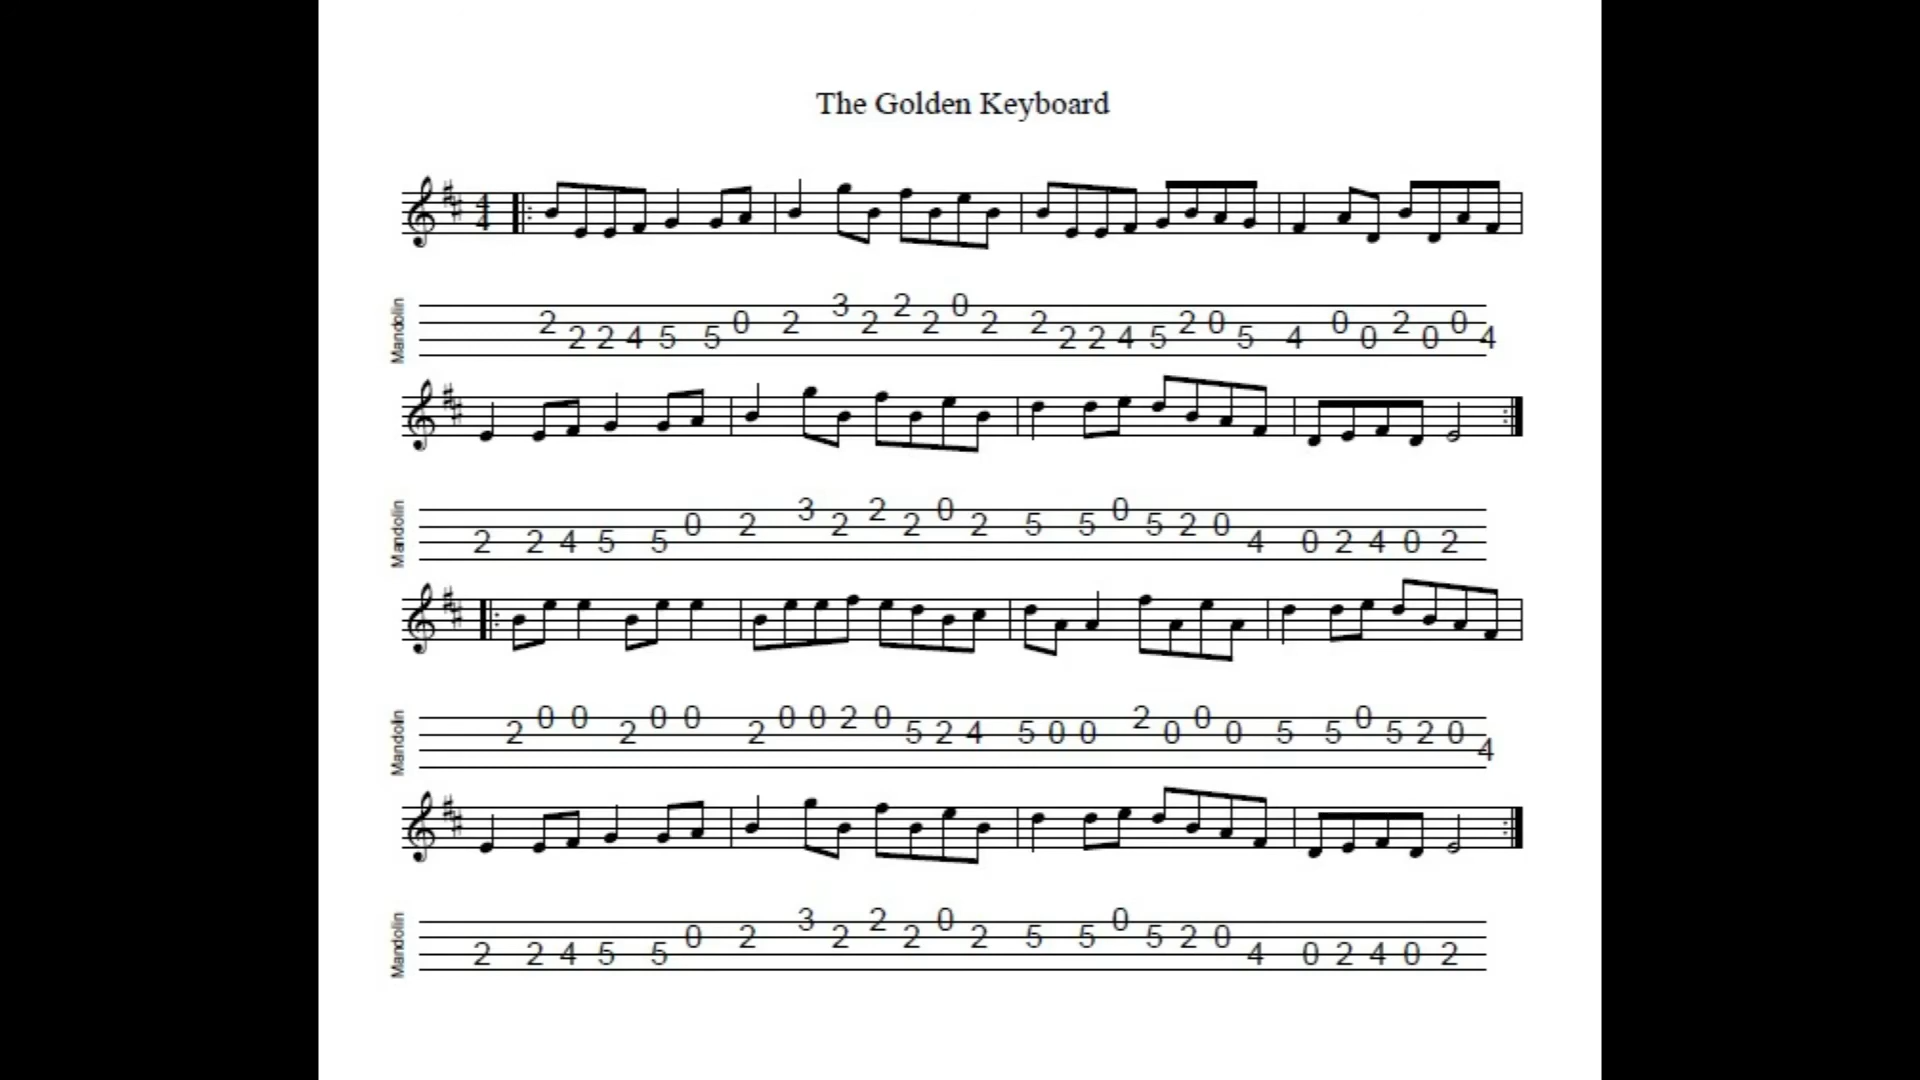 The Golden Keyboard
4
4
Mandolin
2 2 2 4 5 5 0 2 3 2 2 2 0 2 2 2 2 4 5 2 0 5 4 0 0 2 0 0 4
Mandolin
2 2 4 5 5 0 2 3 2 2 2 0 2 5 5 0 5 2 0 4 0 2 4 0 2
Mandolin
2 0 0 2 0 0 2 0 0 2 0 5 2 4 5 0 0 2 0 0 0 5 5 0 5 2 0 4
Mandolin
2 2 4 5 5 0 2 3 2 2 2 0 2 5 5 0 5 2 0 4 0 2 4 0 2